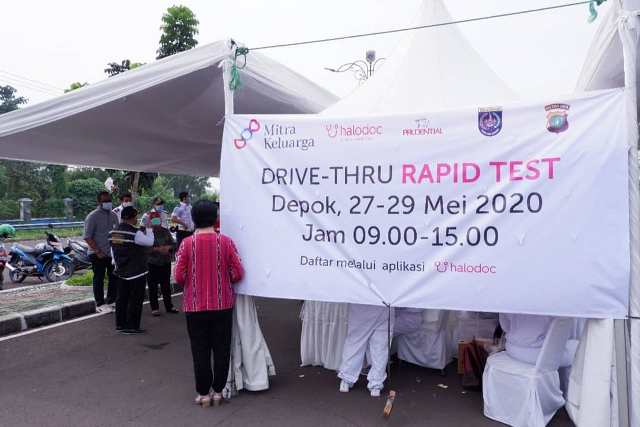 Mitra Keluarga
halodoc
PRUDENTIAL
DRIVE-THRU RAPID TEST
Depok, 27-29 Mei 2020
Jam 09.00-15.00
Daftar melalui aplikasi halodoc